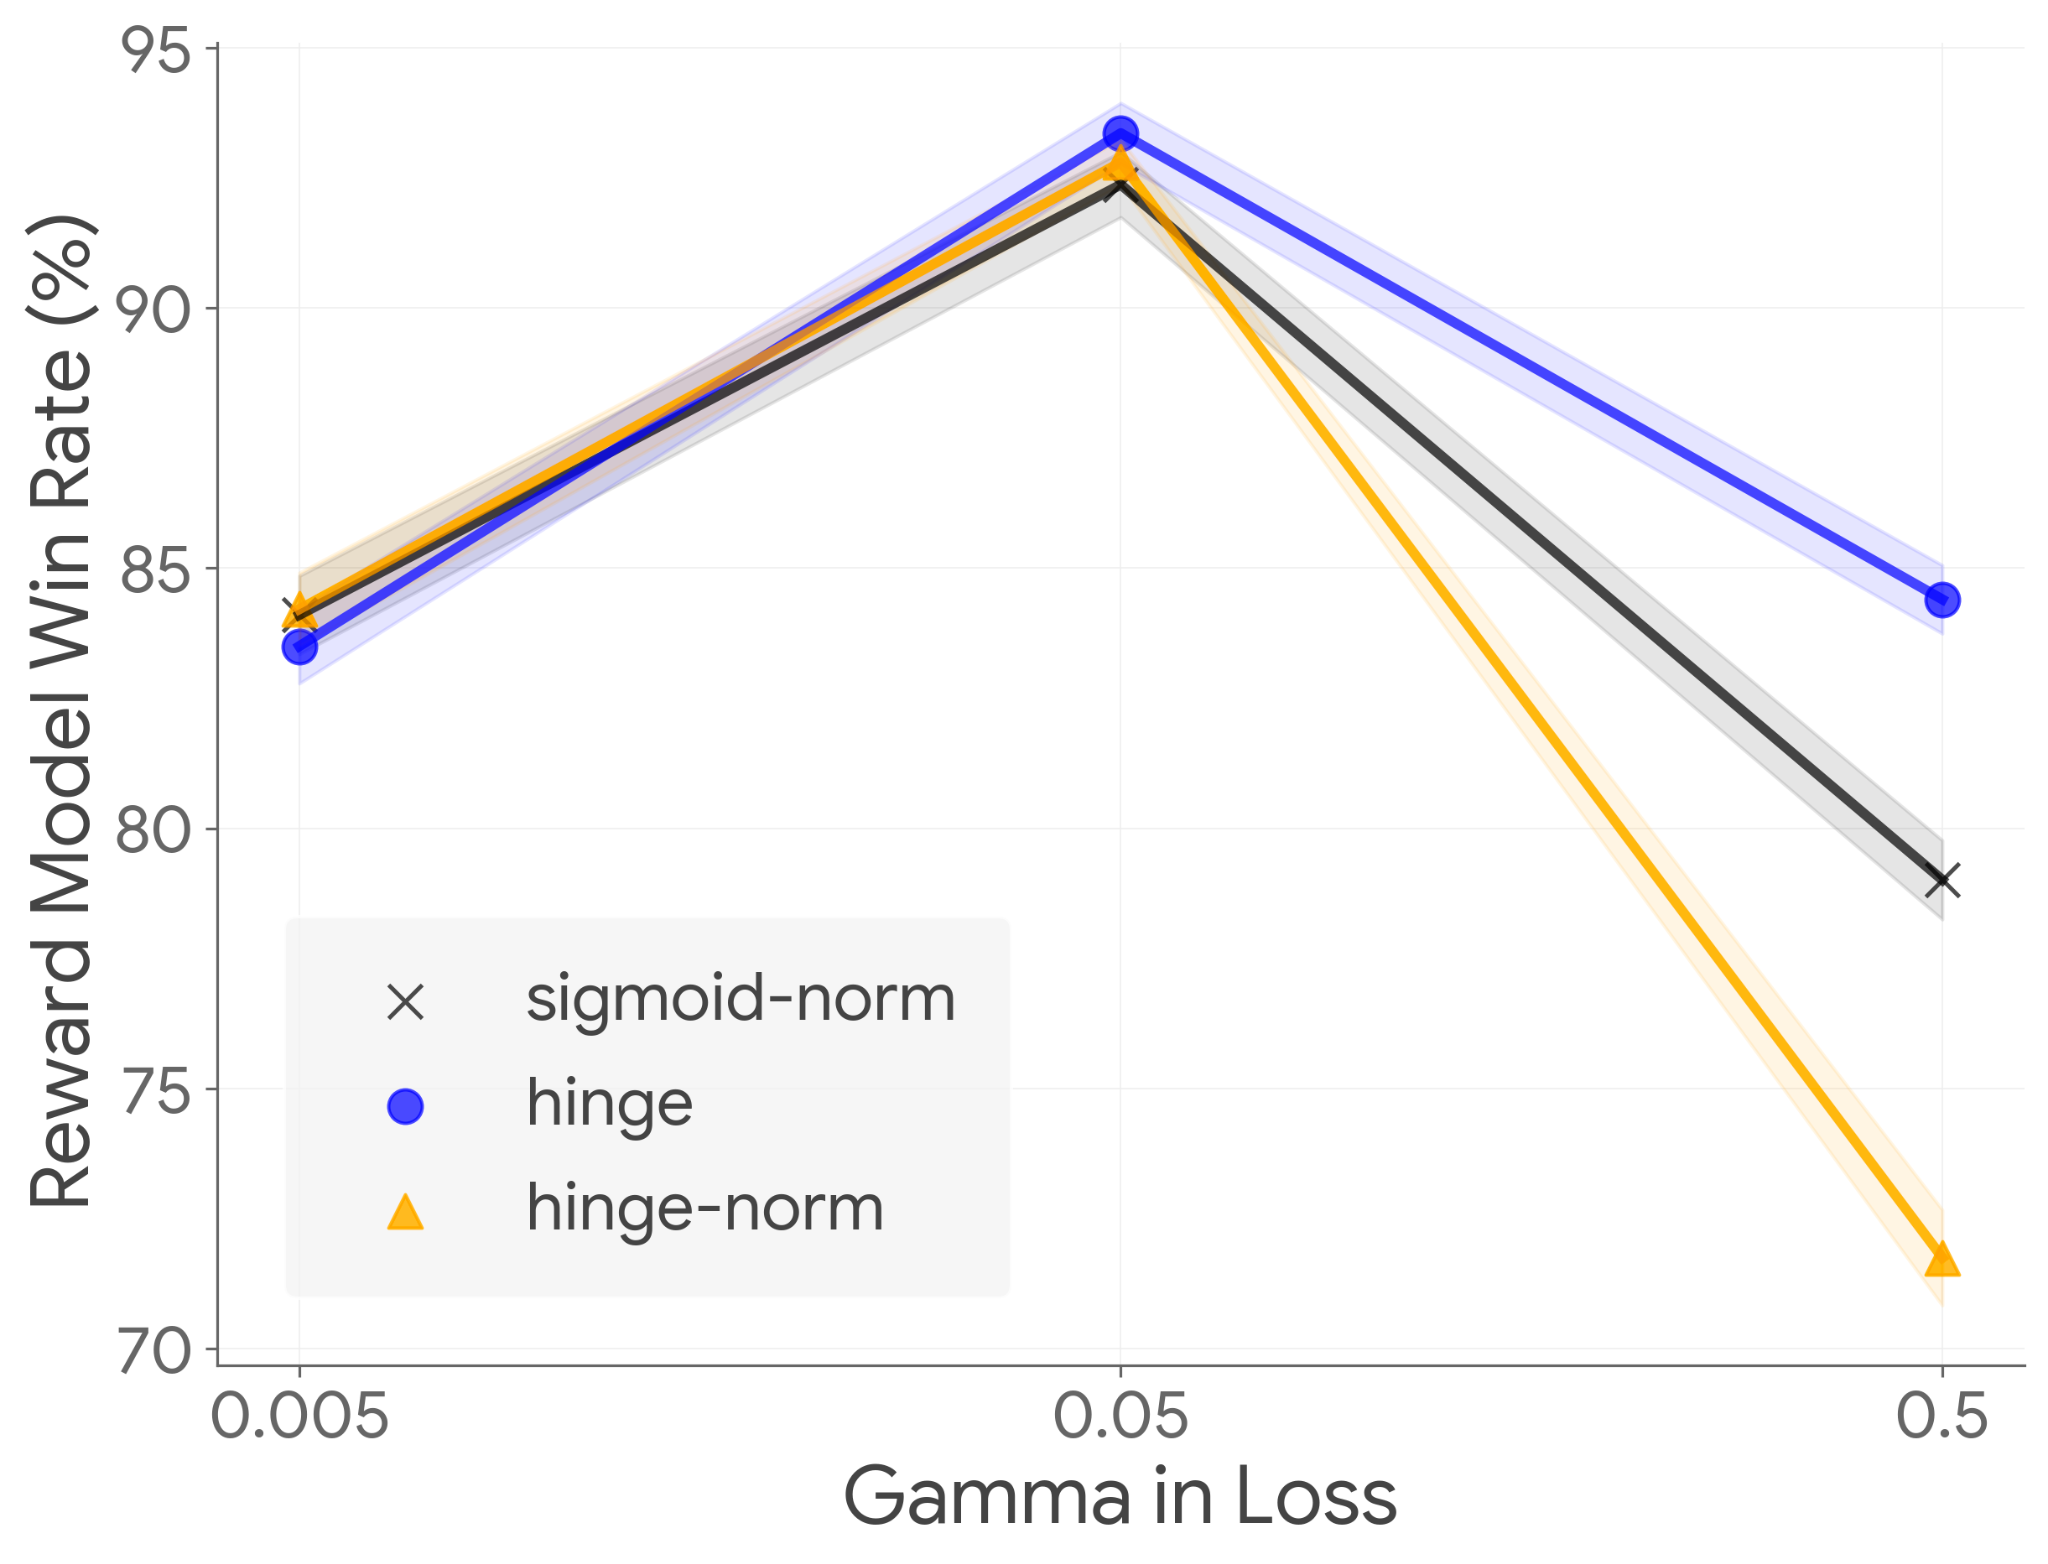 Reward Model Win Rate (%)
95
90
85
80
75
70
sigmoid-norm
hinge
hinge-norm
0.005
0.05
0.5
Gamma in Loss